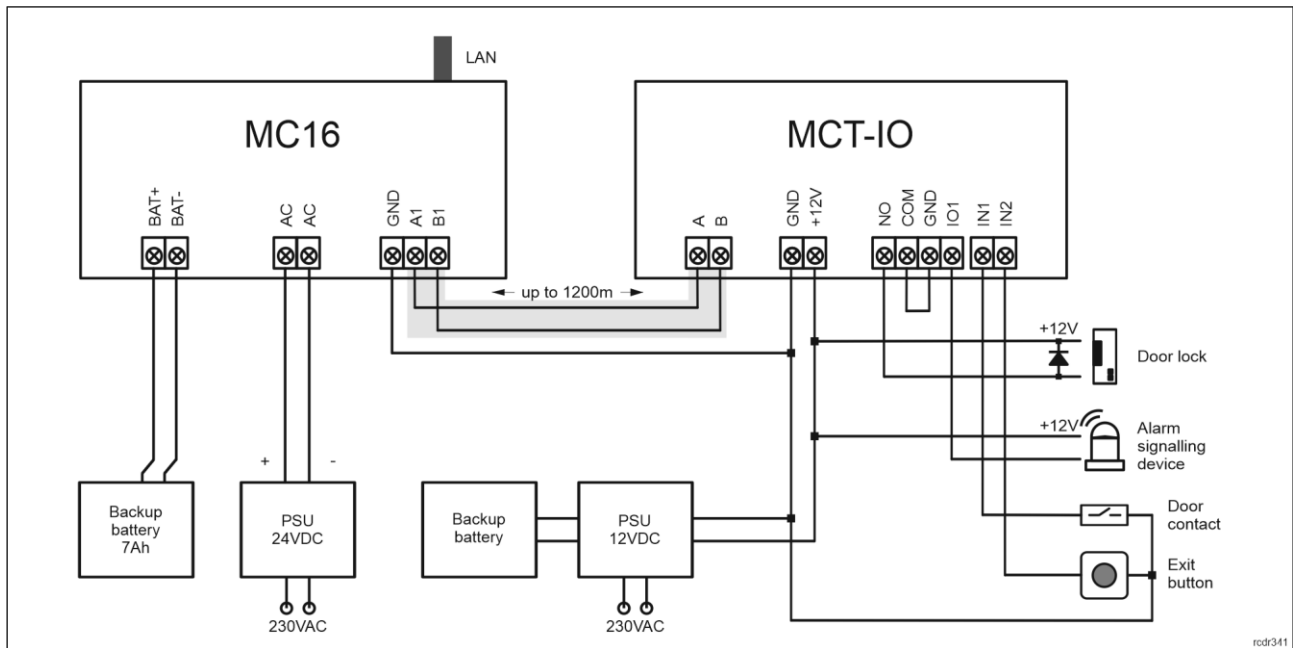 LAN
MC16
MCT-IO
BAT+
BAT-
AC
AC
GND
A1
B1
A
B
GND
+12V
NO
COM
GND
IO1
IN1
IN2
up to 1200m
+12V
Door lock
+12V
Alarm
signalling
device
+
-
Backup
battery
7Ah
PSU
24VDC
Backup
battery
PSU
12VDC
Door
contact
Exit
button
230VAC
230VAC
rcdr341